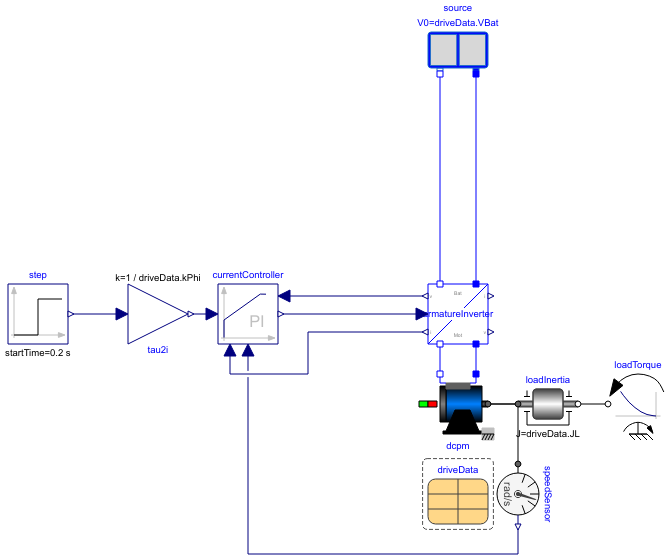 source
V0=driveData.VBat
step
k=1 / driveData.kPhi
currentController
Bat
PI
armatureInverter
Mot
startTime=0.2 s
tau2i
loadTorque
loadInertia
J=driveData.JL
dcpm
driveData
speedSensor
rad/s